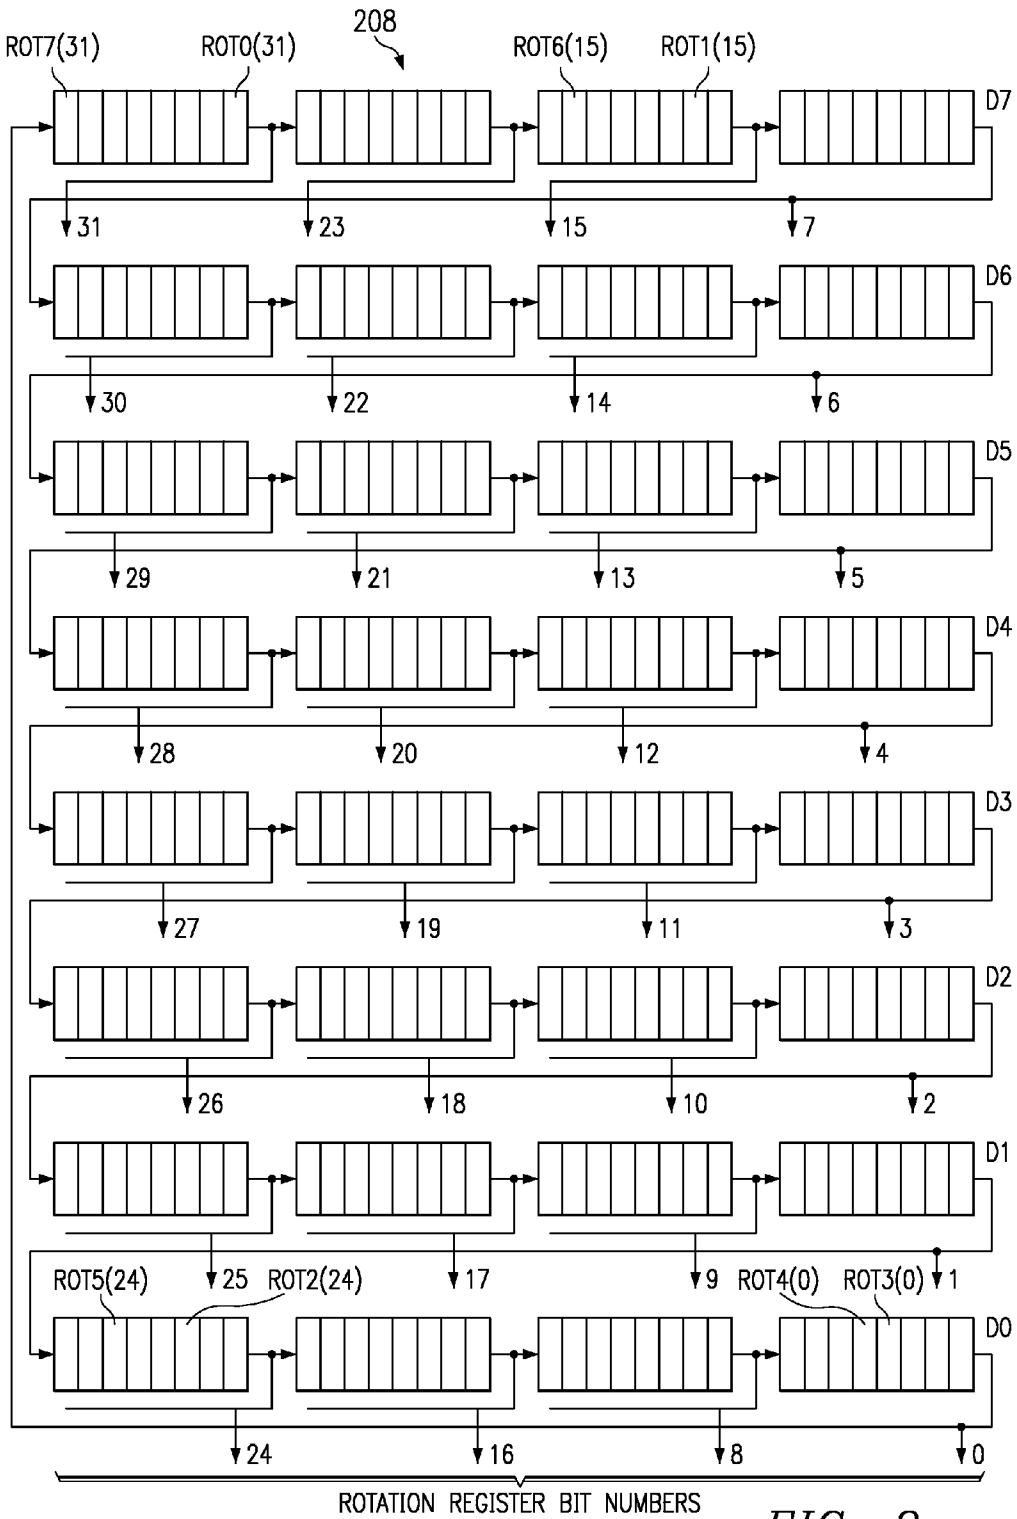 208
ROT7(31) ROT0(31) ROT6(15) ROT1(15)
D7
31 23 15 7
D6
30 22 14 6
D5
29 21 13 5
D4
28 20 12 4
D3
27 19 11 3
D2
26 18 10 2
D1
25 17 9 1
ROT5(24) ROT2(24) ROT4(0) ROT3(0)
D0
24 16 8 0
ROTATION REGISTER BIT NUMBERS